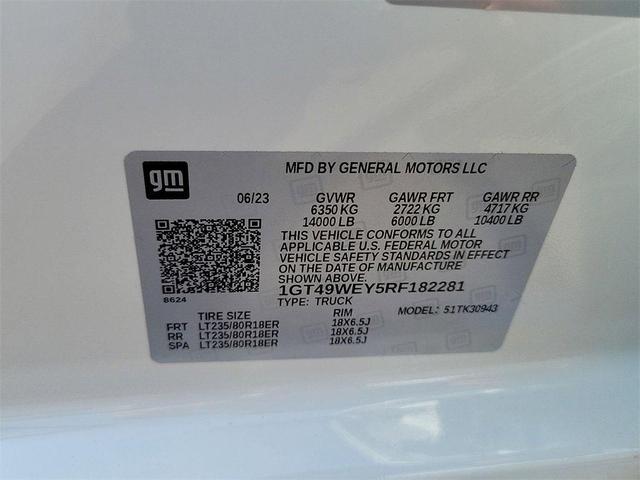 gm
MFD BY GENERAL MOTORS LLC
06/23 GVWR GAWR FRT GAWR RR
6350 KG 2722 KG 4717 KG
14000 LB 6000 LB 10400 LB
THIS VEHICLE CONFORMS TO ALL
APPLICABLE U.S. FEDERAL MOTOR
VEHICLE SAFETY STANDARDS IN EFFECT
ON THE DATE OF MANUFACTURE
SHOWN ABOVE.
1GT49WEY5RF182281
8624
TYPE: TRUCK
TIRE SIZE RIM MODEL: 51TK30943
FRT LT235/80R18ER 18X6.5J
RR LT235/80R18ER 18X6.5J
SPA LT235/80R18ER 18X6.5J